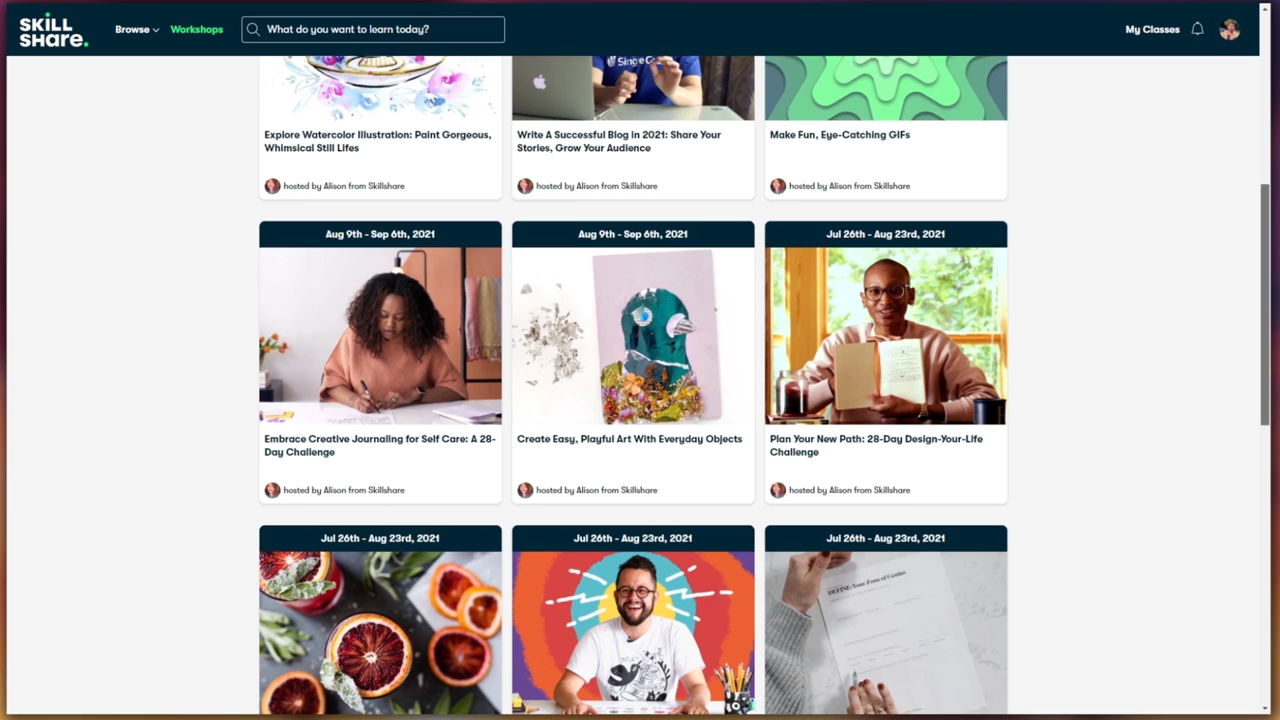 SKILL
SHARE.
Browse
Workshops
What do you want to learn today?
My Classes
Explore Watercolor Illustration: Paint Gorgeous,
Whimsical Still Lifes
hosted by Alison from Skillshare
Write A Successful Blog in 2021: Share Your
Stories, Grow Your Audience
hosted by Alison from Skillshare
Make Fun, Eye-Catching GIFs
hosted by Alison from Skillshare
Aug 9th - Sep 6th, 2021
Embrace Creative Journaling for Self Care: A 28-
Day Challenge
hosted by Alison from Skillshare
Aug 9th - Sep 6th, 2021
Create Easy, Playful Art With Everyday Objects
hosted by Alison from Skillshare
Jul 26th - Aug 23rd, 2021
Plan Your New Path: 28-Day Design-Your-Life
Challenge
hosted by Alison from Skillshare
Jul 26th - Aug 23rd, 2021
Jul 26th - Aug 23rd, 2021
Jul 26th - Aug 23rd, 2021
DEFINE: Your Zone of Genius